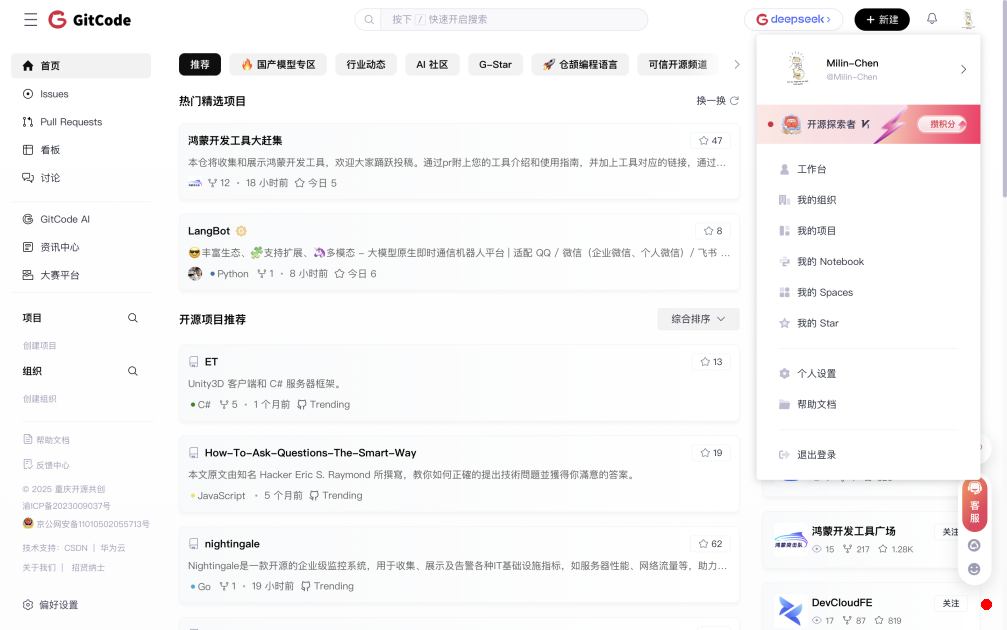 GitCode
按下 / 快速开启搜索
deepseek
新建
首页
Issues
Pull Requests
看板
讨论
GitCode AI
资讯中心
大赛平台
项目
创建项目
组织
创建组织
帮助文档
反馈中心
© 2025 重庆开源共创
渝ICP备2023009037号
京公网安备11010502055713号
技术支持：CSDN | 华为云
关于我们 | 招贤纳士
偏好设置
推荐
🔥 国产模型专区
行业动态
AI 社区
G-Star
🚀 仓颉编程语言
可信开源频道
热门精选项目
换一换
鸿蒙开发工具大赶集
47
本仓将收集和展示鸿蒙开发工具，欢迎大家踊跃投稿。通过pr附上您的工具介绍和使用指南，并加上工具对应的链接，通过...
12 · 18 小时前 今日 5
LangBot
8
😎丰富生态、🧩支持扩展、🦄多模态 - 大模型原生即时通信机器人平台 | 适配 QQ / 微信（企业微信、个人微信）/ 飞书 ...
Python 1 · 8 小时前 今日 6
开源项目推荐
综合排序
ET
13
Unity3D 客户端和 C# 服务器框架。
C# 5 · 1 个月前 Trending
How-To-Ask-Questions-The-Smart-Way
19
本文原文由知名 Hacker Eric S. Raymond 所撰寫，教你如何正確的提出技術問題並獲得你滿意的答案。
JavaScript · 5 个月前 Trending
nightingale
62
Nightingale是一款开源的企业级监控系统，用于收集、展示及告警各种IT基础设施指标，如服务器性能、网络流量等，助力...
Go 1 · 19 小时前 Trending
Milin-Chen
@Milin-Chen
开源探索者
攒积分
工作台
我的组织
我的项目
我的 Notebook
我的 Spaces
我的 Star
个人设置
帮助文档
退出登录
鸿蒙开发工具广场
关注
15 217 1.28K
DevCloudFE
关注
17 87 819
客服